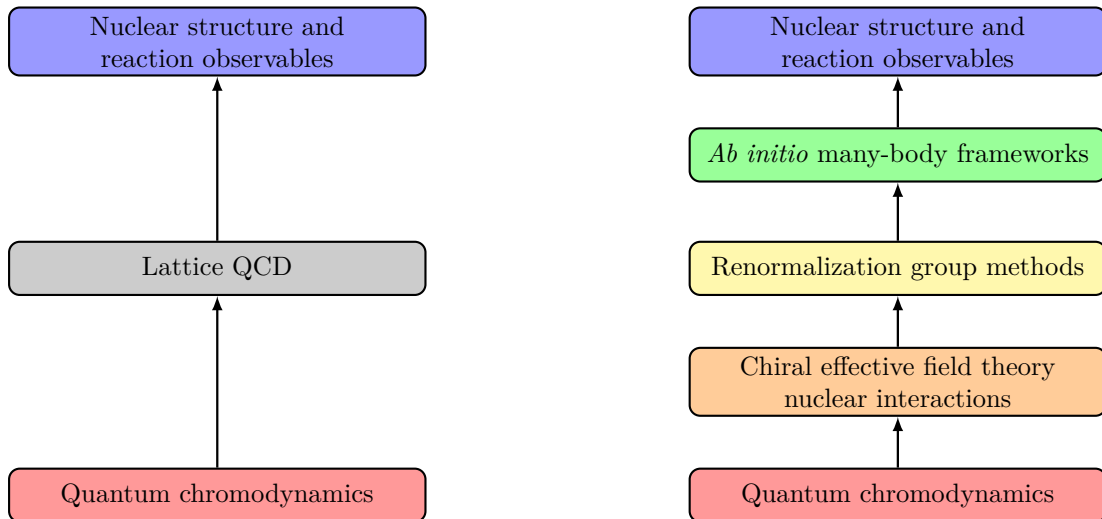 Nuclear structure and
reaction observables
Lattice QCD
Quantum chromodynamics
Nuclear structure and
reaction observables
Ab initio many-body frameworks
Renormalization group methods
Chiral effective field theory
nuclear interactions
Quantum chromodynamics